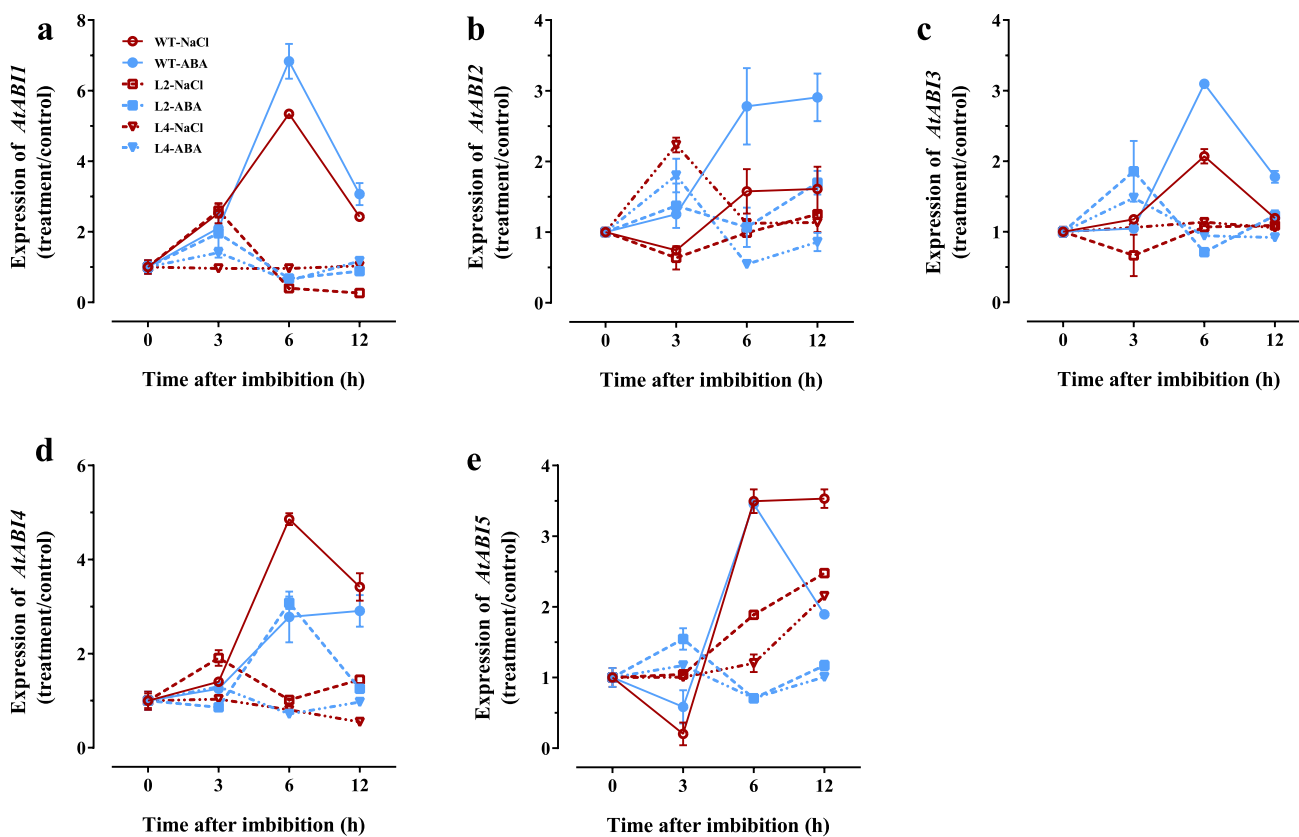 a
Expression of AtABI1
(treatment/control)
8
6
4
2
0
WT-NaCl
WT-ABA
L2-NaCl
L2-ABA
L4-NaCl
L4-ABA
0 3 6 12
Time after imbibition (h)
b
Expression of AtABI2
(treatment/control)
4
3
2
1
0
0 3 6 12
Time after imbibition (h)
c
Expression of AtABI3
(treatment/control)
4
3
2
1
0
0 3 6 12
Time after imbibition (h)
d
Expression of AtABI4
(treatment/control)
6
4
2
0
0 3 6 12
Time after imbibition (h)
e
Expression of AtABI5
(treatment/control)
4
3
2
1
0
0 3 6 12
Time after imbibition (h)